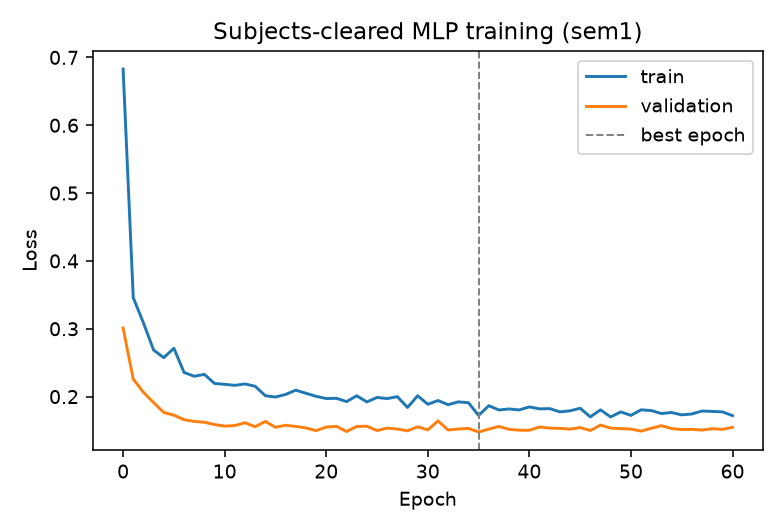 Subjects-cleared MLP training (sem1)
0.7
0.6
0.5
0.4
0.3
0.2
Loss
train
validation
best epoch
0 10 20 30 40 50 60
Epoch